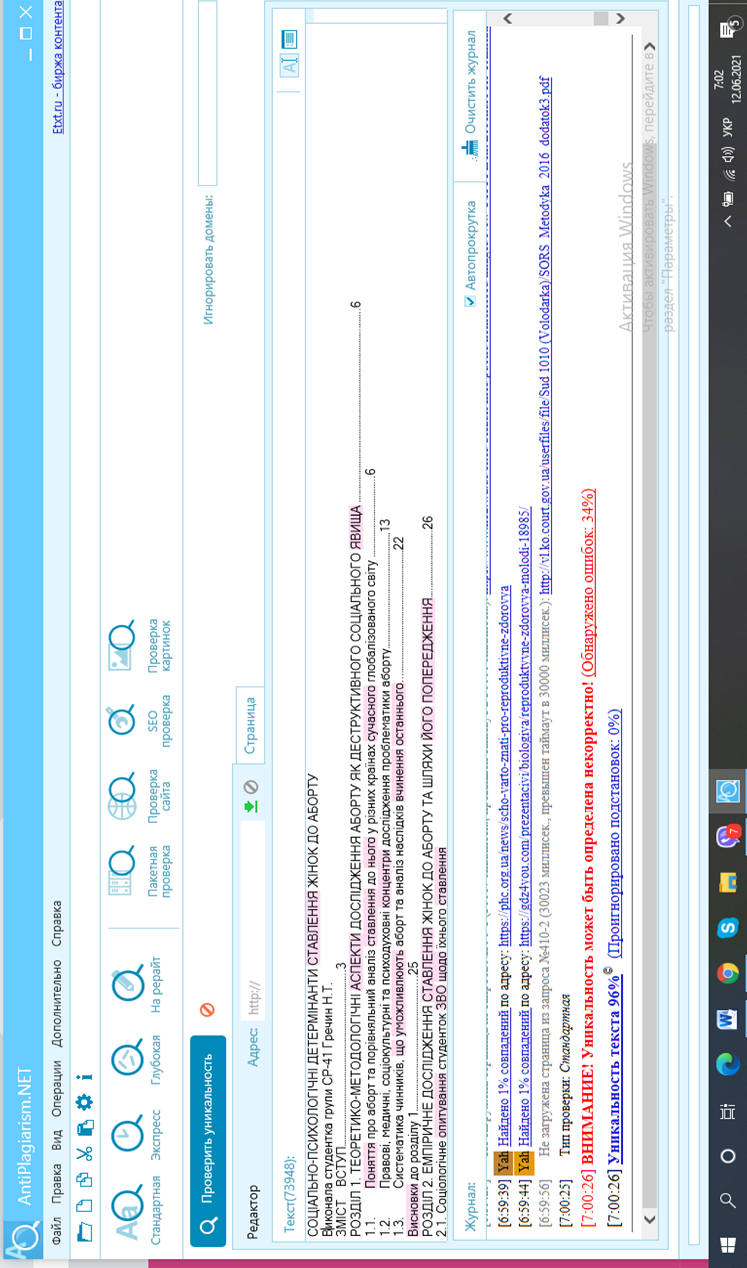 AntiPlagiarism.NET
Файл Правка Вид Операции Дополнительно Справка
Etxt.ru - биржа контента
Стандартная
Экспресс
Глубокая
На рерайт
Пакетная проверка
Проверка сайта
SEO проверка
Проверка картинок
Проверить уникальность
Игнорировать домены:
Редактор
Адрес: http://
Страница
Текст(73948):
СОЦІАЛЬНО-ПСИХОЛОГІЧНІ ДЕТЕРМІНАНТИ СТАВЛЕННЯ ЖІНОК ДО АБОРТУ
Виконала студентка групи СР-41 Гречин Н.Т.
ЗМІСТ ВСТУП...3
РОЗДІЛ 1. ТЕОРЕТИКО-МЕТОДОЛОГІЧНІ АСПЕКТИ ДОСЛІДЖЕННЯ АБОРТУ ЯК ДЕСТРУКТИВНОГО СОЦІАЛЬНОГО ЯВИЩА ...6
1.1. Поняття про аборт та порівняльний аналіз ставлення до нього у різних країнах сучасного глобалізованого світу ...6
1.2. Правові, медичні, соціокультурні та психодуховні концентри дослідження проблематики аборту...13
1.3. Систематика чинників, що уможливлюють аборт та аналіз наслідків вчинення останнього...22
Висновки до розділу 1...25
РОЗДІЛ 2. ЕМПІРИЧНЕ ДОСЛІДЖЕННЯ СТАВЛЕННЯ ЖІНОК ДО АБОРТУ ТА ШЛЯХИ ЙОГО ПОПЕРЕДЖЕННЯ...26
2.1. Соціологічне опитування студенток ЗВО щодо їхнього ставлення
Журнал:
Автопрокрутка
Очистить журнал
[6:59:39] Yah Найдено 1% совпадений по адресу: https://phc.org.ua/news/scho-varto-znati-pro-reproduktivne-zdorovya
[6:59:44] Yah Найдено 1% совпадений по адресу: https://gdz4you.com/prezentaciyi/biologiya/reproduktyvne-zdorovya-molodi-18985/
[6:59:56] Не загружена страница из запроса №410-2 (30023 миллисек., превышен таймаут в 30000 миллисек.): http://vl.ko.court.gov.ua/userfiles/file/Sud 1010 (Volodarka)/SORS_Metodyka_2016_dodatok3.pdf
[7:00:25] Тип проверки: Стандартная
[7:00:26] ВНИМАНИЕ! Уникальность может быть определена некорректно! (Обнаружено ошибок: 34%)
[7:00:26] Уникальность текста 96%© (Проигнорировано подстановок: 0%)
Активация Windows
Чтобы активировать Windows, перейдите в
раздел "Параметры".
7
УКР
7:02
12.06.2021
5